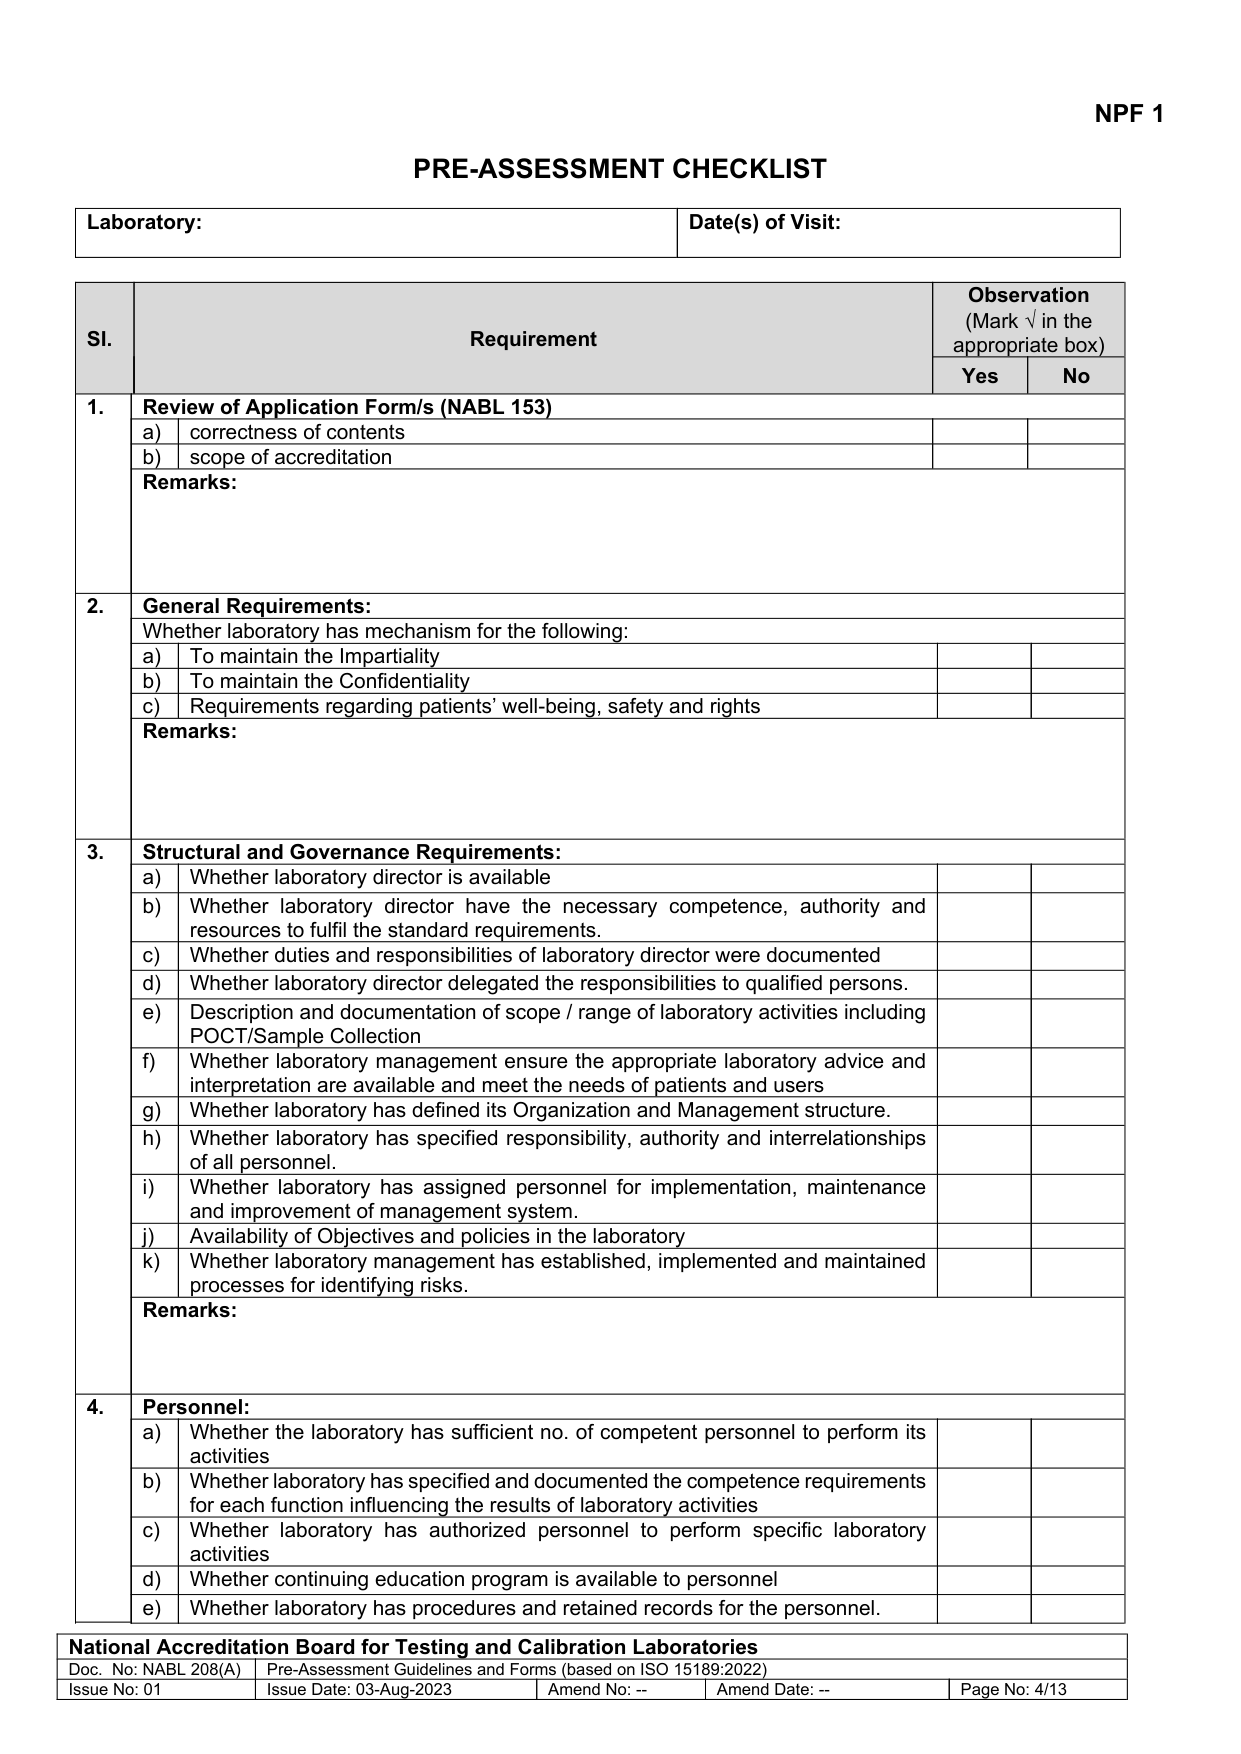 NPF 1
PRE-ASSESSMENT CHECKLIST
Laboratory:
Date(s) of Visit:
Sl.
Requirement
Observation
(Mark √ in the
appropriate box)
Yes
No
1.
Review of Application Form/s (NABL 153)
a) correctness of contents
b) scope of accreditation
Remarks:
2.
General Requirements:
Whether laboratory has mechanism for the following:
a) To maintain the Impartiality
b) To maintain the Confidentiality
c) Requirements regarding patients’ well-being, safety and rights
Remarks:
3.
Structural and Governance Requirements:
a) Whether laboratory director is available
b) Whether laboratory director have the necessary competence, authority and
resources to fulfil the standard requirements.
c) Whether duties and responsibilities of laboratory director were documented
d) Whether laboratory director delegated the responsibilities to qualified persons.
e) Description and documentation of scope / range of laboratory activities including
POCT/Sample Collection
f) Whether laboratory management ensure the appropriate laboratory advice and
interpretation are available and meet the needs of patients and users
g) Whether laboratory has defined its Organization and Management structure.
h) Whether laboratory has specified responsibility, authority and interrelationships
of all personnel.
i) Whether laboratory has assigned personnel for implementation, maintenance
and improvement of management system.
j) Availability of Objectives and policies in the laboratory
k) Whether laboratory management has established, implemented and maintained
processes for identifying risks.
Remarks:
4.
Personnel:
a) Whether the laboratory has sufficient no. of competent personnel to perform its
activities
b) Whether laboratory has specified and documented the competence requirements
for each function influencing the results of laboratory activities
c) Whether laboratory has authorized personnel to perform specific laboratory
activities
d) Whether continuing education program is available to personnel
e) Whether laboratory has procedures and retained records for the personnel.
National Accreditation Board for Testing and Calibration Laboratories
Doc. No: NABL 208(A) Pre-Assessment Guidelines and Forms (based on ISO 15189:2022)
Issue No: 01 Issue Date: 03-Aug-2023 Amend No: -- Amend Date: -- Page No: 4/13